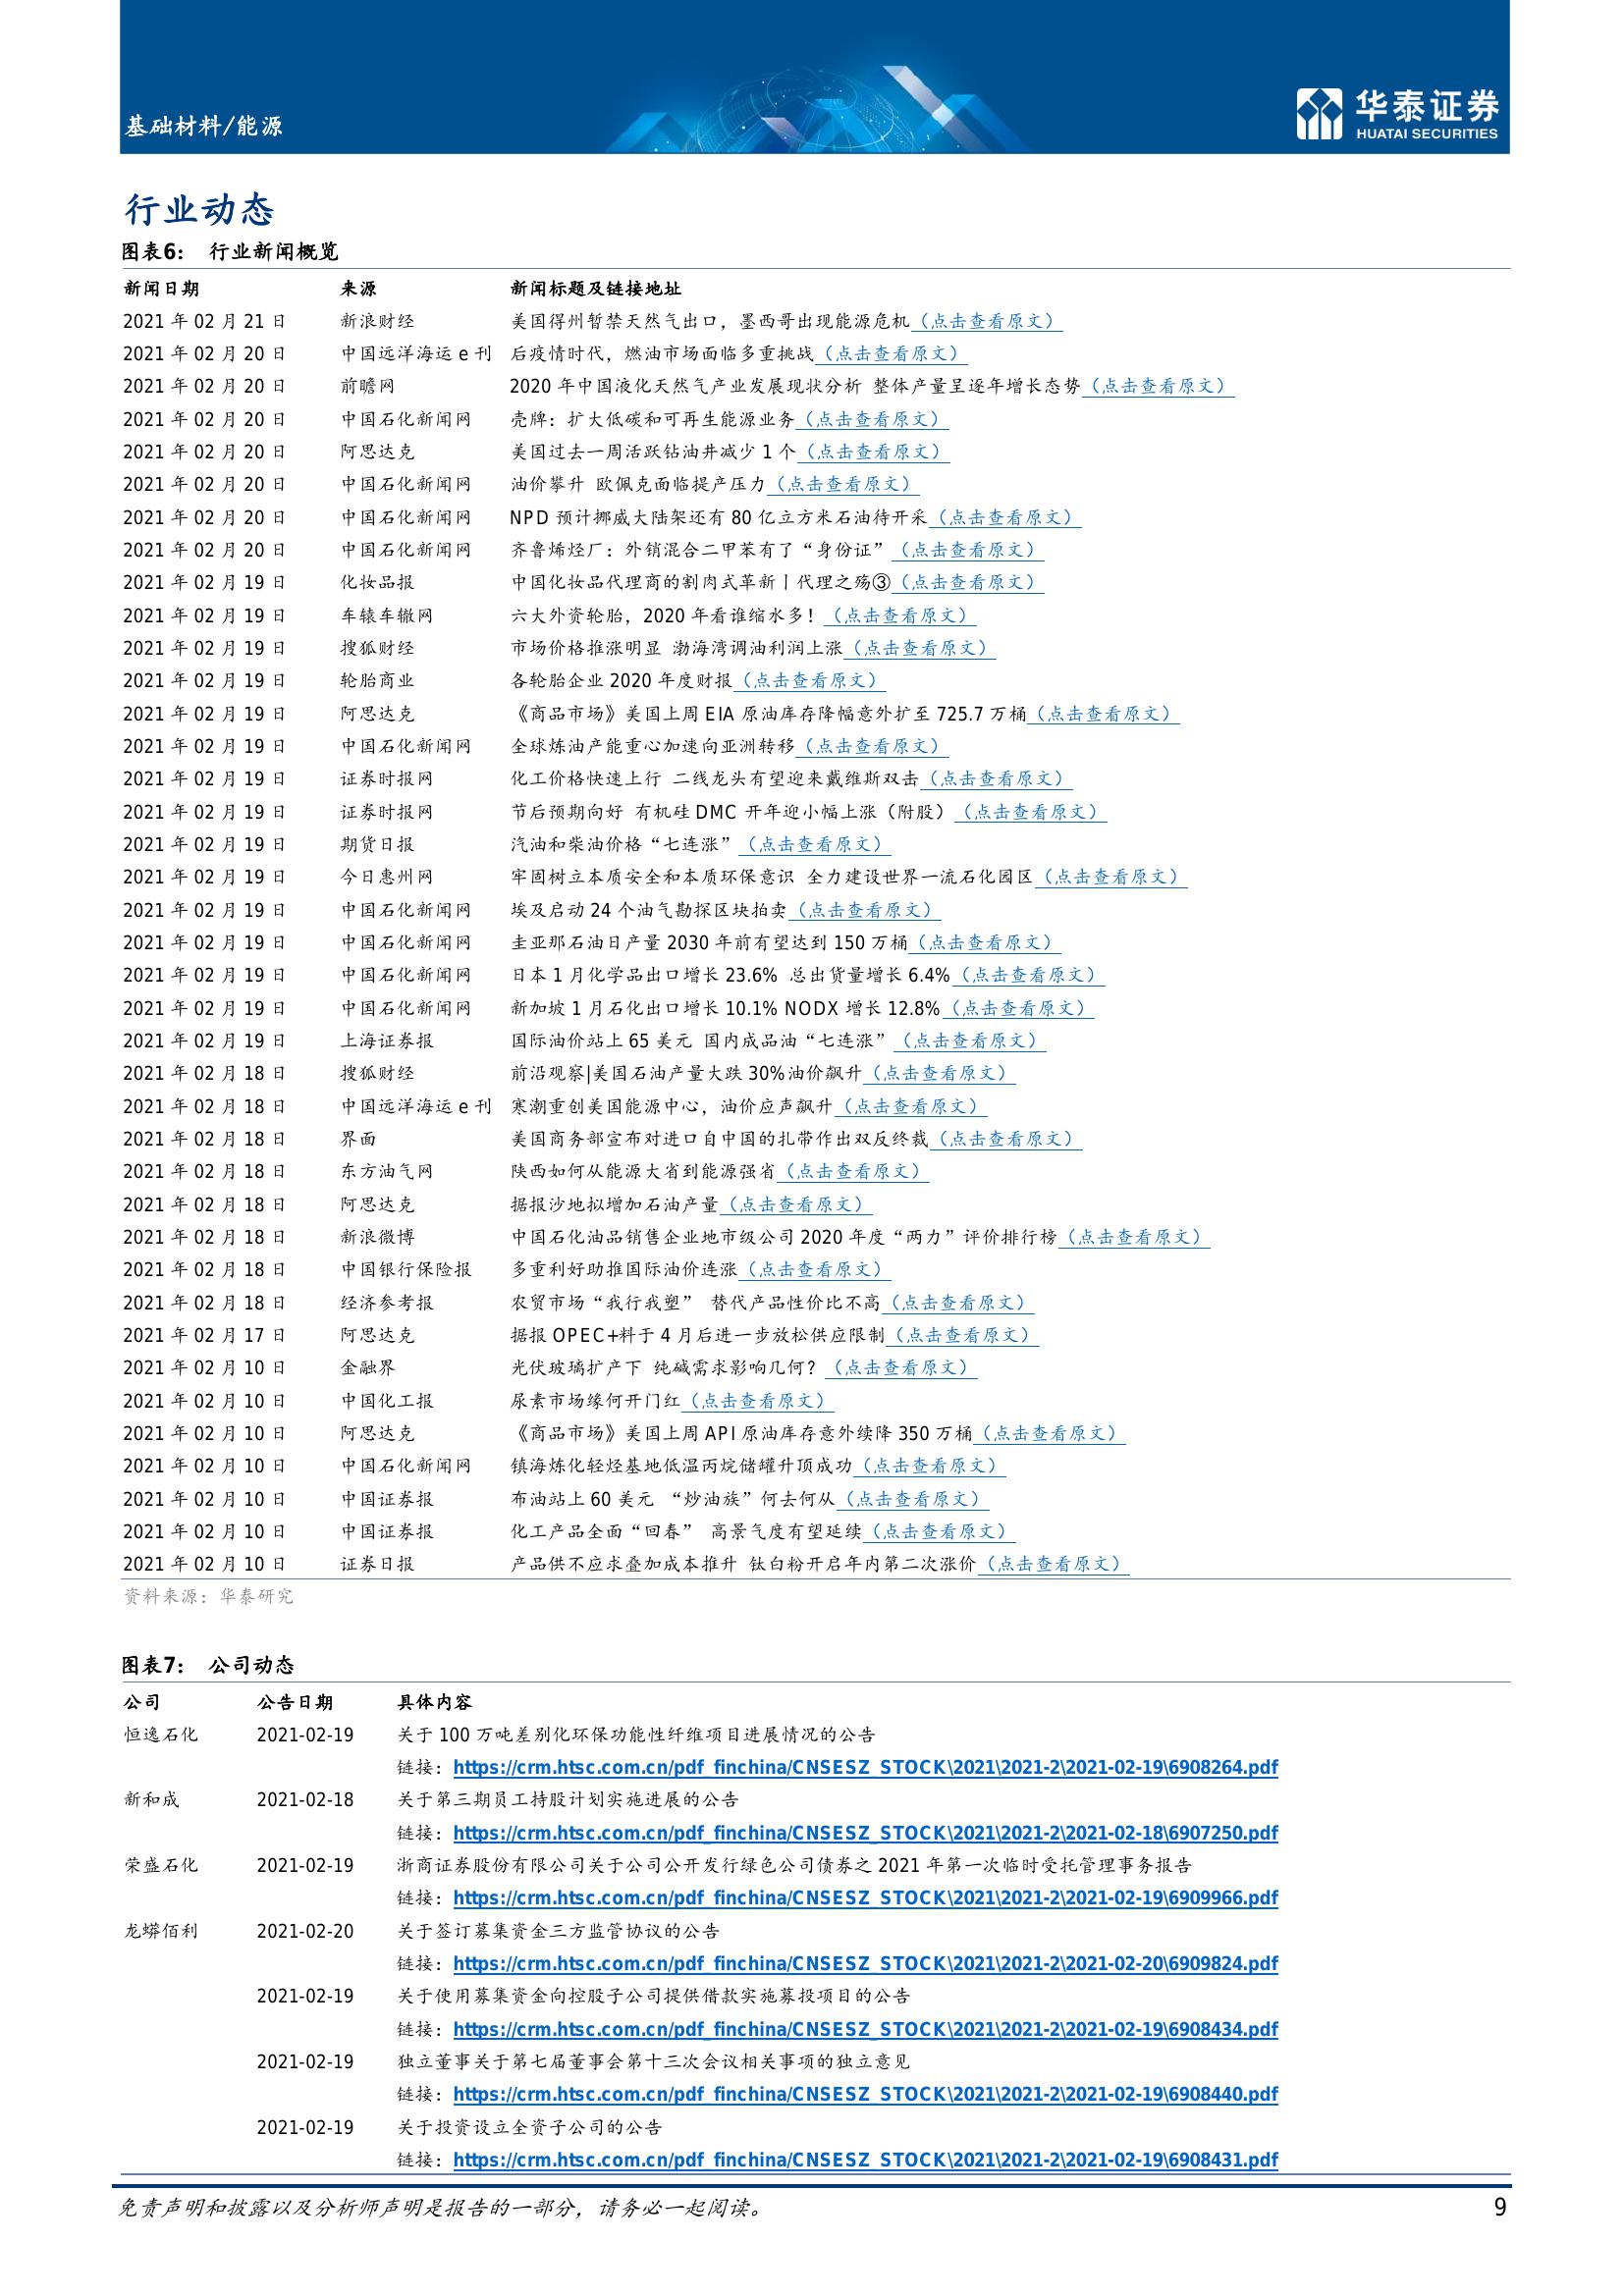 基础材料/能源
华泰证券
HUATAI SECURITIES
行业动态
图表6： 行业新闻概览
新闻日期 来源 新闻标题及链接地址
2021 年 02 月 21 日 新浪财经 美国得州暂禁天然气出口，墨西哥出现能源危机（点击查看原文）
2021 年 02 月 20 日 中国远洋海运 e 刊 后疫情时代，燃油市场面临多重挑战（点击查看原文）
2021 年 02 月 20 日 前瞻网 2020 年中国液化天然气产业发展现状分析 整体产量呈逐年增长态势（点击查看原文）
2021 年 02 月 20 日 中国石化新闻网 壳牌：扩大低碳和可再生能源业务（点击查看原文）
2021 年 02 月 20 日 阿思达克 美国过去一周活跃钻油井减少 1 个（点击查看原文）
2021 年 02 月 20 日 中国石化新闻网 油价攀升 欧佩克面临提产压力（点击查看原文）
2021 年 02 月 20 日 中国石化新闻网 NPD 预计挪威大陆架还有 80 亿立方米石油待开采（点击查看原文）
2021 年 02 月 20 日 中国石化新闻网 齐鲁烯烃厂：外销混合二甲苯有了“身份证”（点击查看原文）
2021 年 02 月 19 日 化妆品报 中国化妆品代理商的割肉式革新丨代理之殇③（点击查看原文）
2021 年 02 月 19 日 车辕车辙网 六大外资轮胎，2020 年看谁缩水多！（点击查看原文）
2021 年 02 月 19 日 搜狐财经 市场价格推涨明显 渤海湾调油利润上涨（点击查看原文）
2021 年 02 月 19 日 轮胎商业 各轮胎企业 2020 年度财报（点击查看原文）
2021 年 02 月 19 日 阿思达克 《商品市场》美国上周 EIA 原油库存降幅意外扩至 725.7 万桶（点击查看原文）
2021 年 02 月 19 日 中国石化新闻网 全球炼油产能重心加速向亚洲转移（点击查看原文）
2021 年 02 月 19 日 证券时报网 化工价格快速上行 二线龙头有望迎来戴维斯双击（点击查看原文）
2021 年 02 月 19 日 证券时报网 节后预期向好 有机硅 DMC 开年迎小幅上涨（附股）（点击查看原文）
2021 年 02 月 19 日 期货日报 汽油和柴油价格“七连涨”（点击查看原文）
2021 年 02 月 19 日 今日惠州网 牢固树立本质安全和本质环保意识 全力建设世界一流石化园区（点击查看原文）
2021 年 02 月 19 日 中国石化新闻网 埃及启动 24 个油气勘探区块拍卖（点击查看原文）
2021 年 02 月 19 日 中国石化新闻网 圭亚那石油日产量 2030 年前有望达到 150 万桶（点击查看原文）
2021 年 02 月 19 日 中国石化新闻网 日本 1 月化学品出口增长 23.6% 总出货量增长 6.4%（点击查看原文）
2021 年 02 月 19 日 中国石化新闻网 新加坡 1 月石化出口增长 10.1% NODX 增长 12.8%（点击查看原文）
2021 年 02 月 19 日 上海证券报 国际油价站上 65 美元 国内成品油“七连涨”（点击查看原文）
2021 年 02 月 18 日 搜狐财经 前沿观察|美国石油产量大跌 30%油价飙升（点击查看原文）
2021 年 02 月 18 日 中国远洋海运 e 刊 寒潮重创美国能源中心，油价应声飙升（点击查看原文）
2021 年 02 月 18 日 界面 美国商务部宣布对进口自中国的扎带作出双反终裁（点击查看原文）
2021 年 02 月 18 日 东方油气网 陕西如何从能源大省到能源强省（点击查看原文）
2021 年 02 月 18 日 阿思达克 据报沙地拟增加石油产量（点击查看原文）
2021 年 02 月 18 日 新浪微博 中国石化油品销售企业地市级公司 2020 年度“两力”评价排行榜（点击查看原文）
2021 年 02 月 18 日 中国银行保险报 多重利好助推国际油价连涨（点击查看原文）
2021 年 02 月 18 日 经济参考报 农贸市场“我行我塑” 替代产品性价比不高（点击查看原文）
2021 年 02 月 17 日 阿思达克 据报 OPEC+料于 4 月后进一步放松供应限制（点击查看原文）
2021 年 02 月 10 日 金融界 光伏玻璃扩产下 纯碱需求影响几何？（点击查看原文）
2021 年 02 月 10 日 中国化工报 尿素市场缘何开门红（点击查看原文）
2021 年 02 月 10 日 阿思达克 《商品市场》美国上周 API 原油库存意外续降 350 万桶（点击查看原文）
2021 年 02 月 10 日 中国石化新闻网 镇海炼化轻烃基地低温丙烷储罐升顶成功（点击查看原文）
2021 年 02 月 10 日 中国证券报 布油站上 60 美元 “炒油族”何去何从（点击查看原文）
2021 年 02 月 10 日 中国证券报 化工产品全面“回春” 高景气度有望延续（点击查看原文）
2021 年 02 月 10 日 证券日报 产品供不应求叠加成本推升 钛白粉开启年内第二次涨价（点击查看原文）
资料来源：华泰研究
图表7： 公司动态
公司 公告日期 具体内容
恒逸石化 2021-02-19 关于 100 万吨差别化环保功能性纤维项目进展情况的公告
链接：https://crm.htsc.com.cn/pdf_finchina/CNSESZ_STOCK\2021\2021-2\2021-02-19\6908264.pdf
新和成 2021-02-18 关于第三期员工持股计划实施进展的公告
链接：https://crm.htsc.com.cn/pdf_finchina/CNSESZ_STOCK\2021\2021-2\2021-02-18\6907250.pdf
荣盛石化 2021-02-19 浙商证券股份有限公司关于公司公开发行绿色公司债券之 2021 年第一次临时受托管理事务报告
链接：https://crm.htsc.com.cn/pdf_finchina/CNSESZ_STOCK\2021\2021-2\2021-02-19\6909966.pdf
龙蟒佰利 2021-02-20 关于签订募集资金三方监管协议的公告
链接：https://crm.htsc.com.cn/pdf_finchina/CNSESZ_STOCK\2021\2021-2\2021-02-20\6909824.pdf
2021-02-19 关于使用募集资金向控股子公司提供借款实施募投项目的公告
链接：https://crm.htsc.com.cn/pdf_finchina/CNSESZ_STOCK\2021\2021-2\2021-02-19\6908434.pdf
2021-02-19 独立董事关于第七届董事会第十三次会议相关事项的独立意见
链接：https://crm.htsc.com.cn/pdf_finchina/CNSESZ_STOCK\2021\2021-2\2021-02-19\6908440.pdf
2021-02-19 关于投资设立全资子公司的公告
链接：https://crm.htsc.com.cn/pdf_finchina/CNSESZ_STOCK\2021\2021-2\2021-02-19\6908431.pdf
免责声明和披露以及分析师声明是报告的一部分，请务必一起阅读。 9